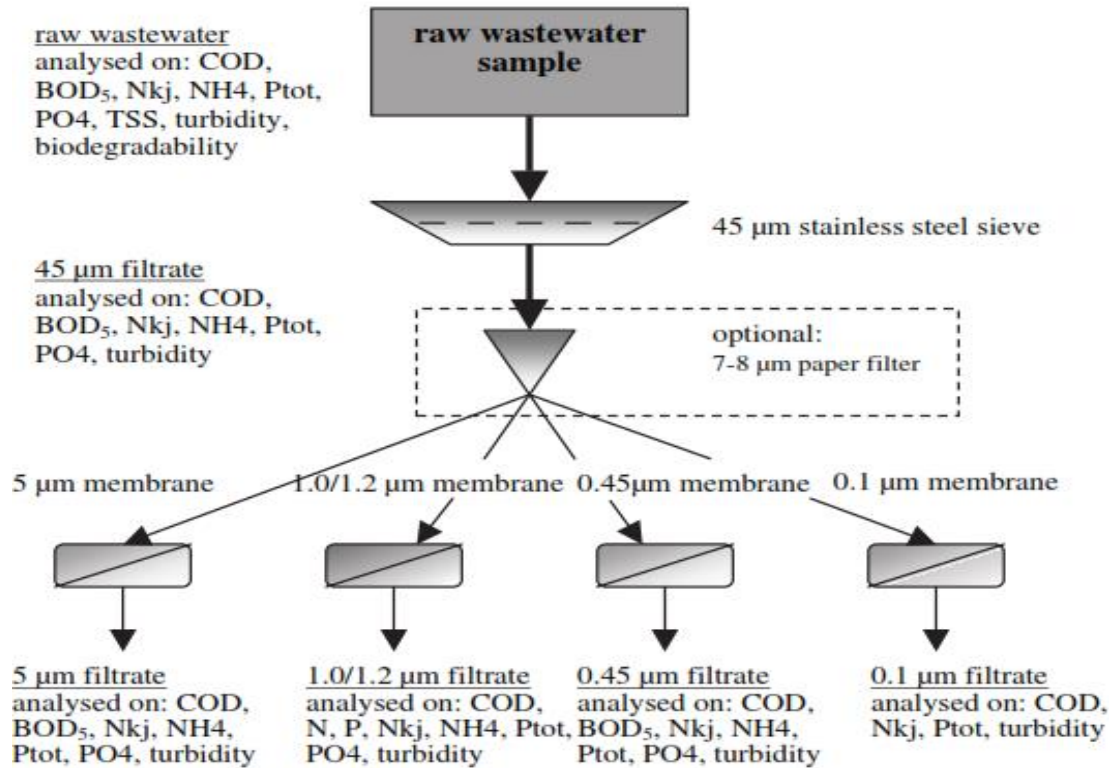 raw wastewater
analysed on: COD,
BOD₅, Nkj, NH4, Ptot,
PO4, TSS, turbidity,
biodegradability
raw wastewater
sample
45 µm stainless steel sieve
45 µm filtrate
analysed on: COD,
BOD₅, Nkj, NH4, Ptot,
PO4, turbidity
optional:
7-8 µm paper filter
5 µm membrane
1.0/1.2 µm membrane
0.45µm membrane
0.1 µm membrane
5 µm filtrate
analysed on: COD,
BOD₅, Nkj, NH4,
Ptot, PO4, turbidity
1.0/1.2 µm filtrate
analysed on: COD,
N, P, Nkj, NH4, Ptot,
PO4, turbidity
0.45 µm filtrate
analysed on: COD,
BOD₅, Nkj, NH4,
Ptot, PO4, turbidity
0.1 µm filtrate
analysed on: COD,
Nkj, Ptot, turbidity